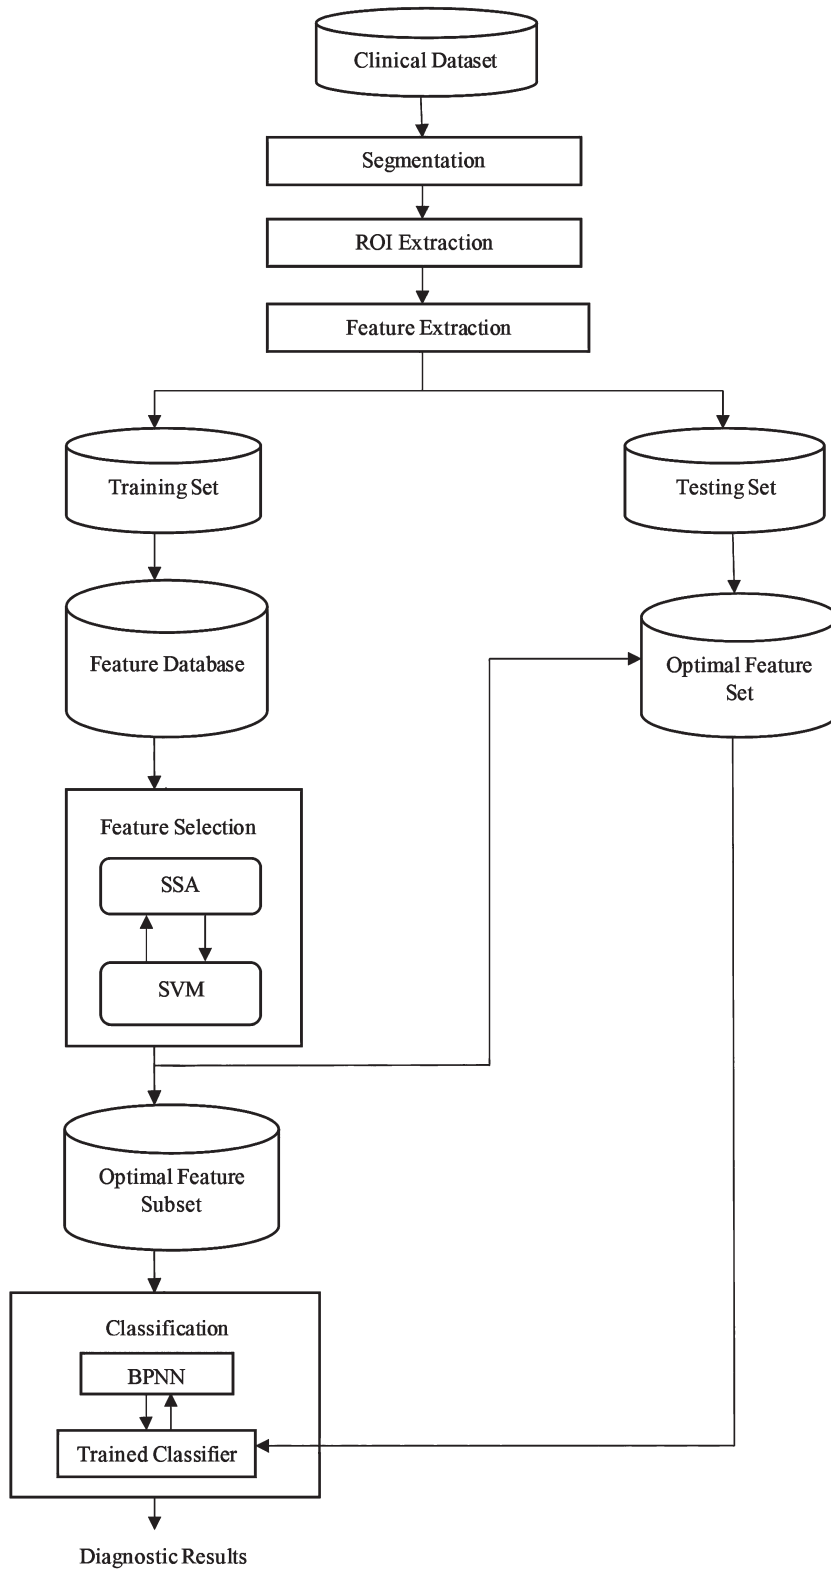 Clinical Dataset
Segmentation
ROI Extraction
Feature Extraction
Training Set
Testing Set
Feature Database
Optimal Feature
Set
Feature Selection
SSA
SVM
Optimal Feature
Subset
Classification
BPNN
Trained Classifier
Diagnostic Results